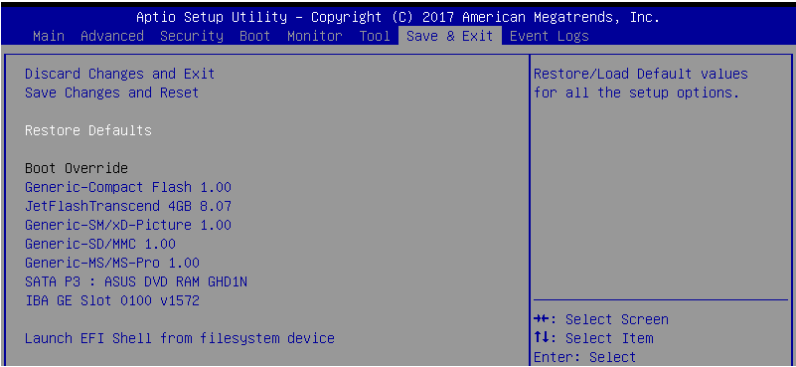 Aptio Setup Utility – Copyright (C) 2017 American Megatrends, Inc.
Main Advanced Security Boot Monitor Tool Save & Exit Event Logs
Discard Changes and Exit
Save Changes and Reset
Restore Defaults
Boot Override
Generic-Compact Flash 1.00
JetFlashTranscend 4GB 8.07
Generic-SM/xD-Picture 1.00
Generic-SD/MMC 1.00
Generic-MS/MS-Pro 1.00
SATA P3 : ASUS DVD RAM GHD1N
IBA GE Slot 0100 v1572
Launch EFI Shell from filesystem device
Restore/Load Default values
for all the setup options.
→←: Select Screen
↑↓: Select Item
Enter: Select